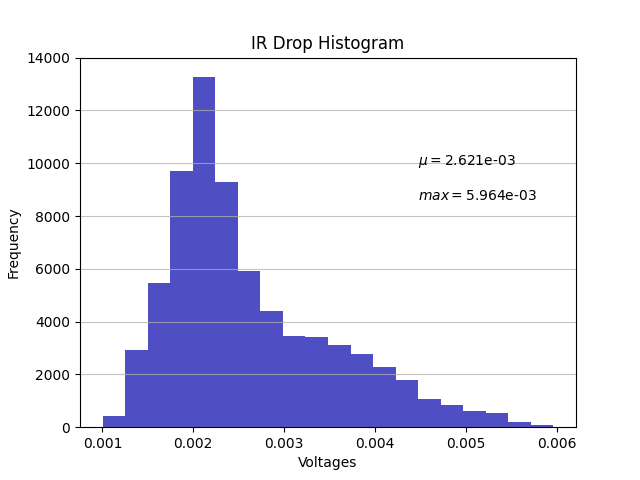 IR Drop Histogram
14000
12000
10000
8000
6000
4000
2000
0
Frequency
μ = 2.621e-03
max = 5.964e-03
0.001 0.002 0.003 0.004 0.005 0.006
Voltages